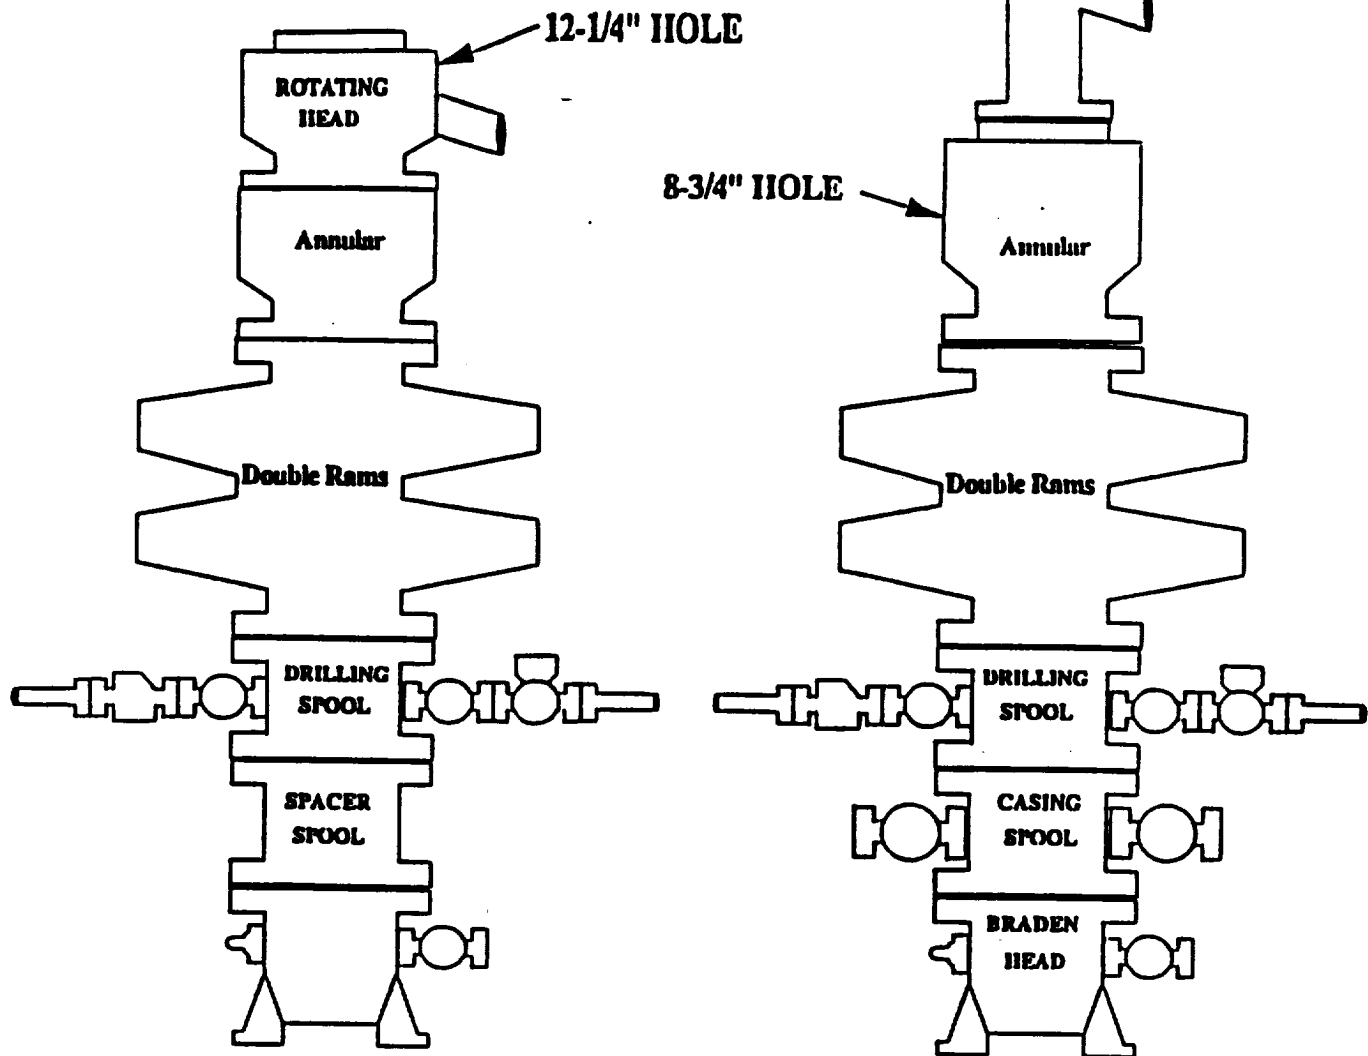 12-1/4" HOLE
ROTATING
HEAD
Annular
Double Rams
DRILLING
SPOOL
SPACER
SPOOL
8-3/4" HOLE
Annular
Double Rams
DRILLING
SPOOL
CASING
SPOOL
BRADEN
HEAD